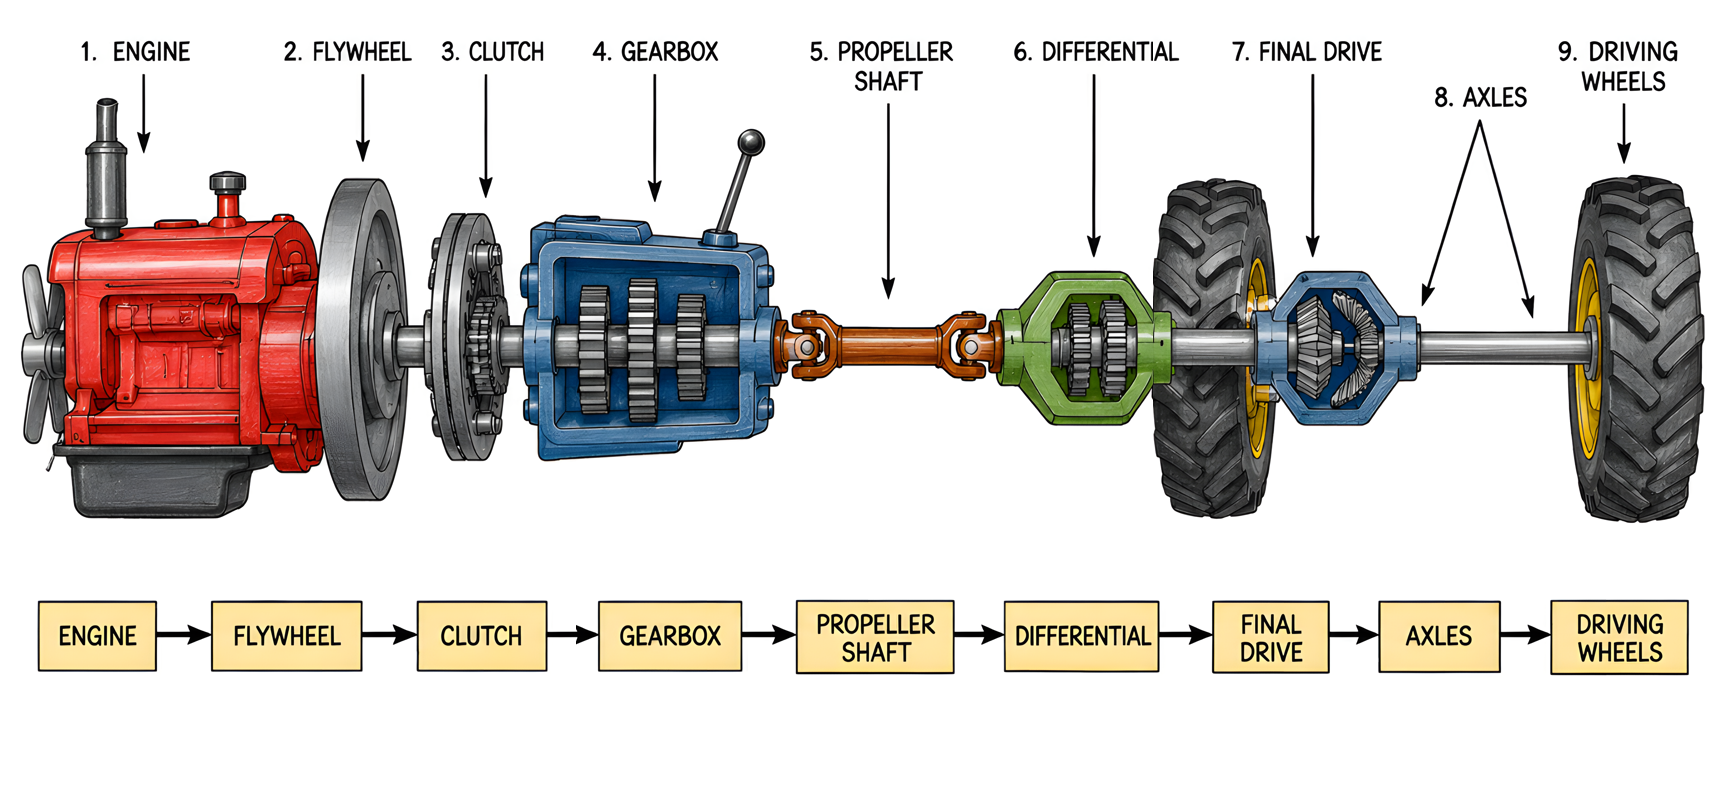 1. ENGINE
2. FLYWHEEL
3. CLUTCH
4. GEARBOX
5. PROPELLER
SHAFT
6. DIFFERENTIAL
7. FINAL DRIVE
8. AXLES
9. DRIVING
WHEELS
ENGINE
FLYWHEEL
CLUTCH
GEARBOX
PROPELLER
SHAFT
DIFFERENTIAL
FINAL
DRIVE
AXLES
DRIVING
WHEELS